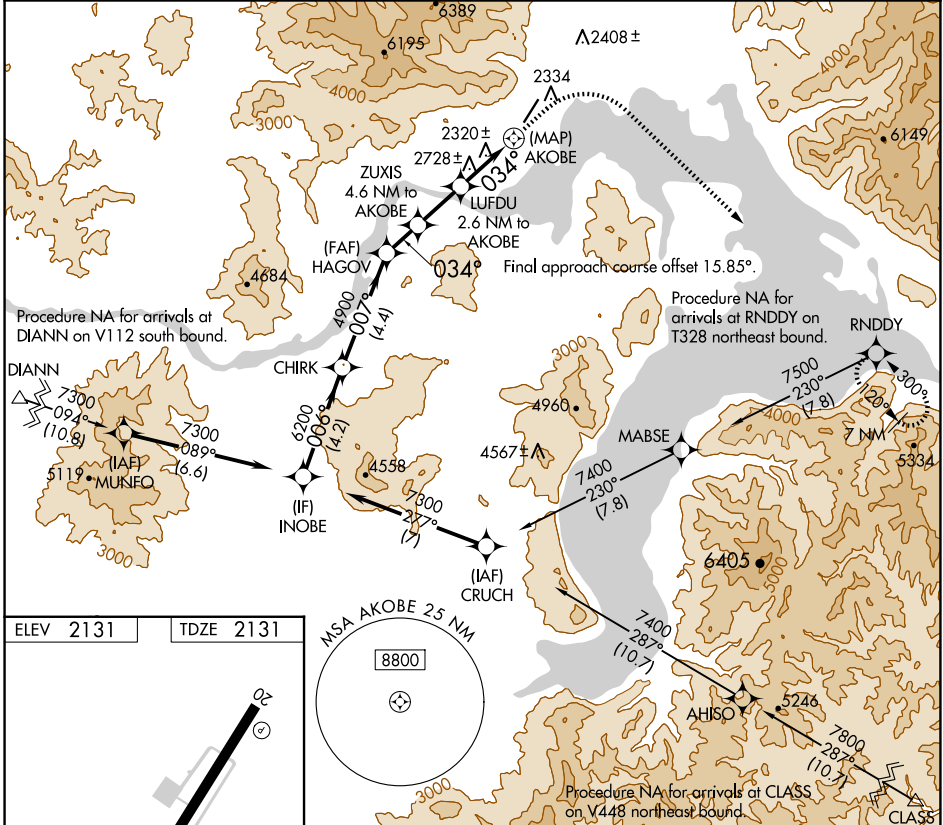 6389
6195
2408 ±
4000
4000
2334
3000
6149
2320 ±
(MAP)
AKOBE
2728 ±
034°
ZUXIS
4.6 NM to
AKOBE
LUFDU
2.6 NM to
AKOBE
(FAF)
HAGOV
034°
Final approach course offset 15.85°.
4684
4900
007°
(4.4)
Procedure NA for arrivals at
DIANN on V112 south bound.
Procedure NA for
arrivals at RNDDY on
T328 northeast bound.
RNDDY
3000
CHIRK
DIANN
7300
094°
(10.8)
7300
089°
(6.6)
(IAF)
MUNFO
5119
3000
6200
006°
(4.2)
(IF)
INOBE
4558
7300
277°
(7)
(IAF)
CRUCH
4960
4567 ±
7500
230°
(7.8)
4000
300°
120°
7 NM
5334
MABSE
7400
230°
(7.8)
6405
3000
7400
287°
(10.7)
AHISO
5246
7800
287°
(10.7)
CLASS
Procedure NA for arrivals at CLASS
on V448 northeast bound.
3000
MSA AKOBE 25 NM
8800
ELEV 2131
TDZE 2131
20
P